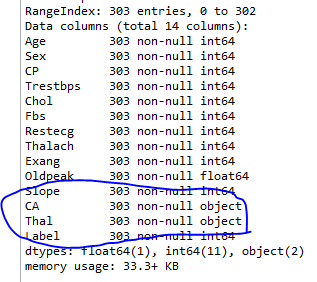 RangeIndex: 303 entries, 0 to 302
Data columns (total 14 columns):
Age 303 non-null int64
Sex 303 non-null int64
CP 303 non-null int64
Trestbps 303 non-null int64
Chol 303 non-null int64
Fbs 303 non-null int64
Restecg 303 non-null int64
Thalach 303 non-null int64
Exang 303 non-null int64
Oldpeak 303 non-null float64
Slope 303 non-null int64
CA 303 non-null object
Thal 303 non-null object
Label 303 non-null int64
dtypes: float64(1), int64(11), object(2)
memory usage: 33.3+ KB